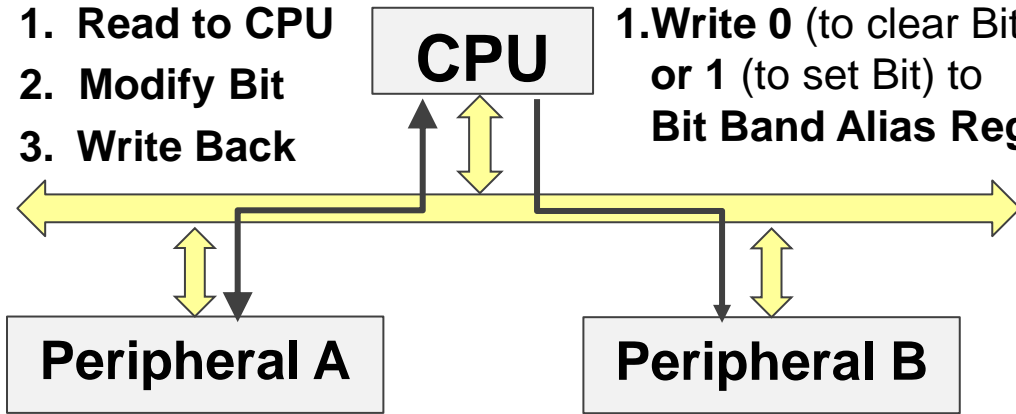 1. Read to CPU
2. Modify Bit
3. Write Back
CPU
1.Write 0 (to clear Bit
or 1 (to set Bit) to
Bit Band Alias Reg
Peripheral A
Peripheral B